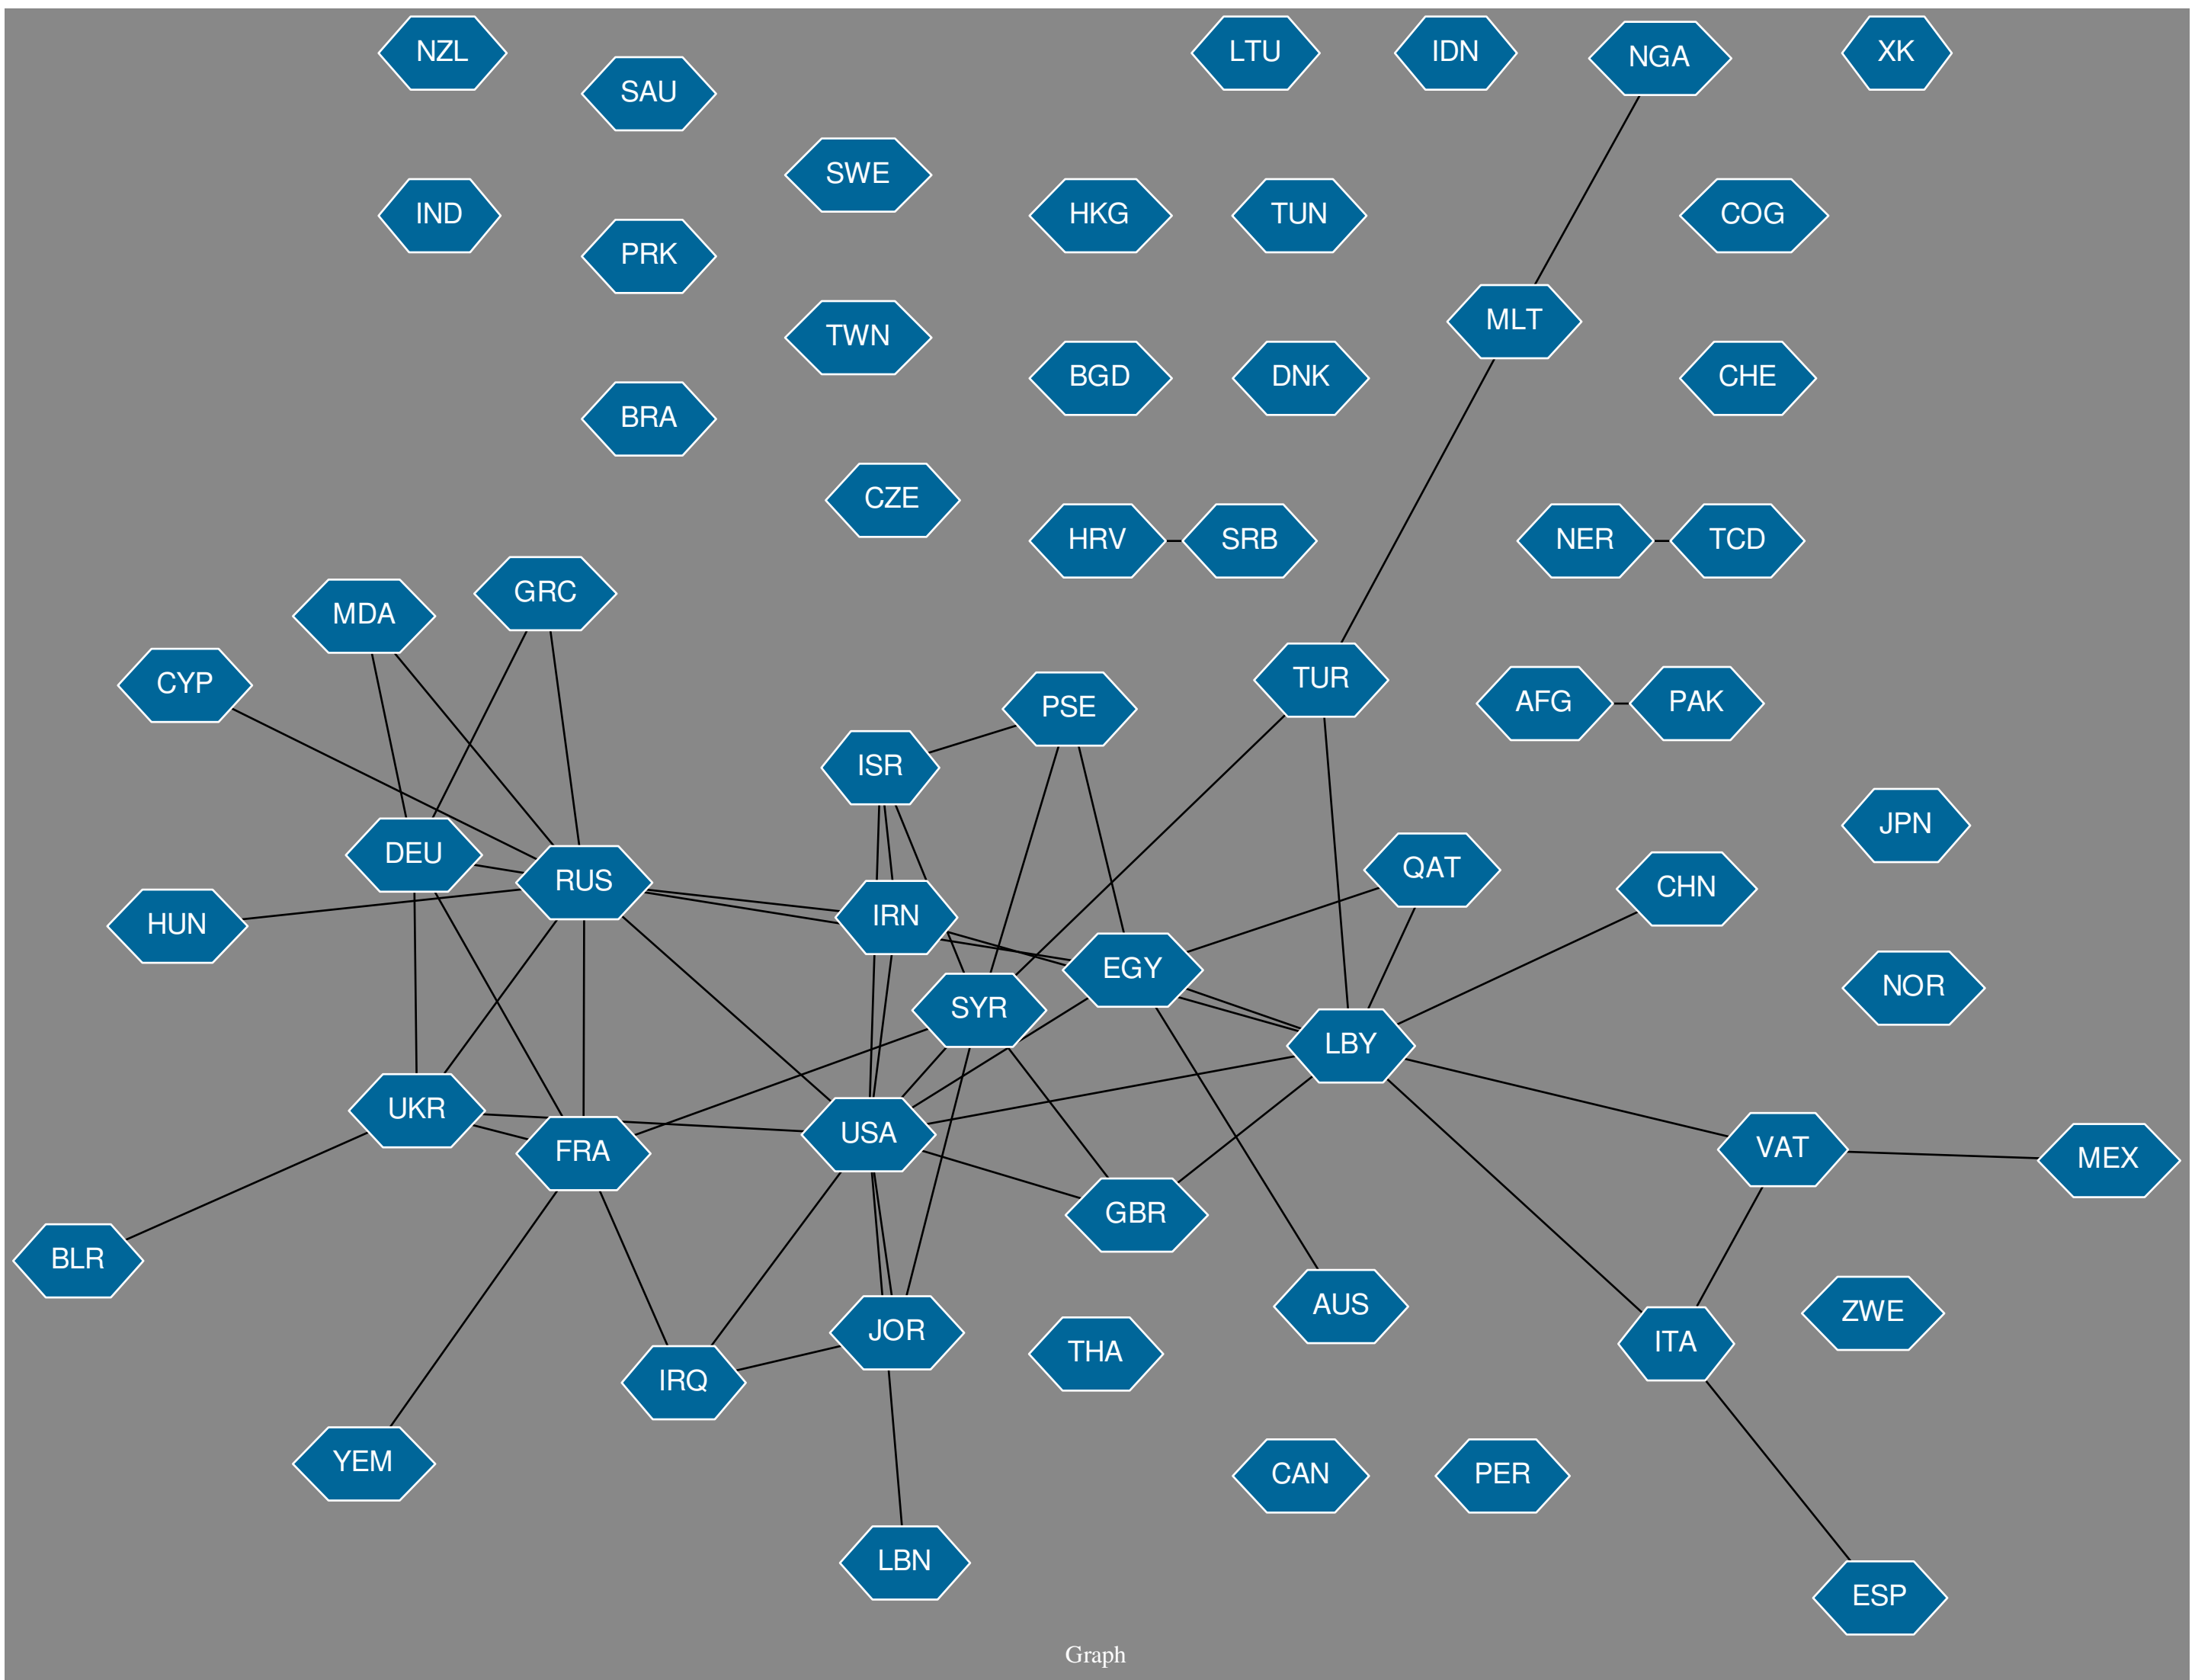 NZL
LTU
IDN
NGA
XK
SAU
SWE
IND
HKG
TUN
COG
PRK
MLT
TWN
BGD
DNK
CHE
BRA
CZE
HRV
SRB
NER
TCD
GRC
MDA
CYP
TUR
PSE
AFG
PAK
ISR
JPN
DEU
RUS
QAT
CHN
HUN
IRN
EGY
NOR
SYR
LBY
UKR
USA
FRA
VAT
MEX
GBR
BLR
AUS
ZWE
JOR
ITA
THA
IRQ
YEM
CAN
PER
LBN
ESP
Graph